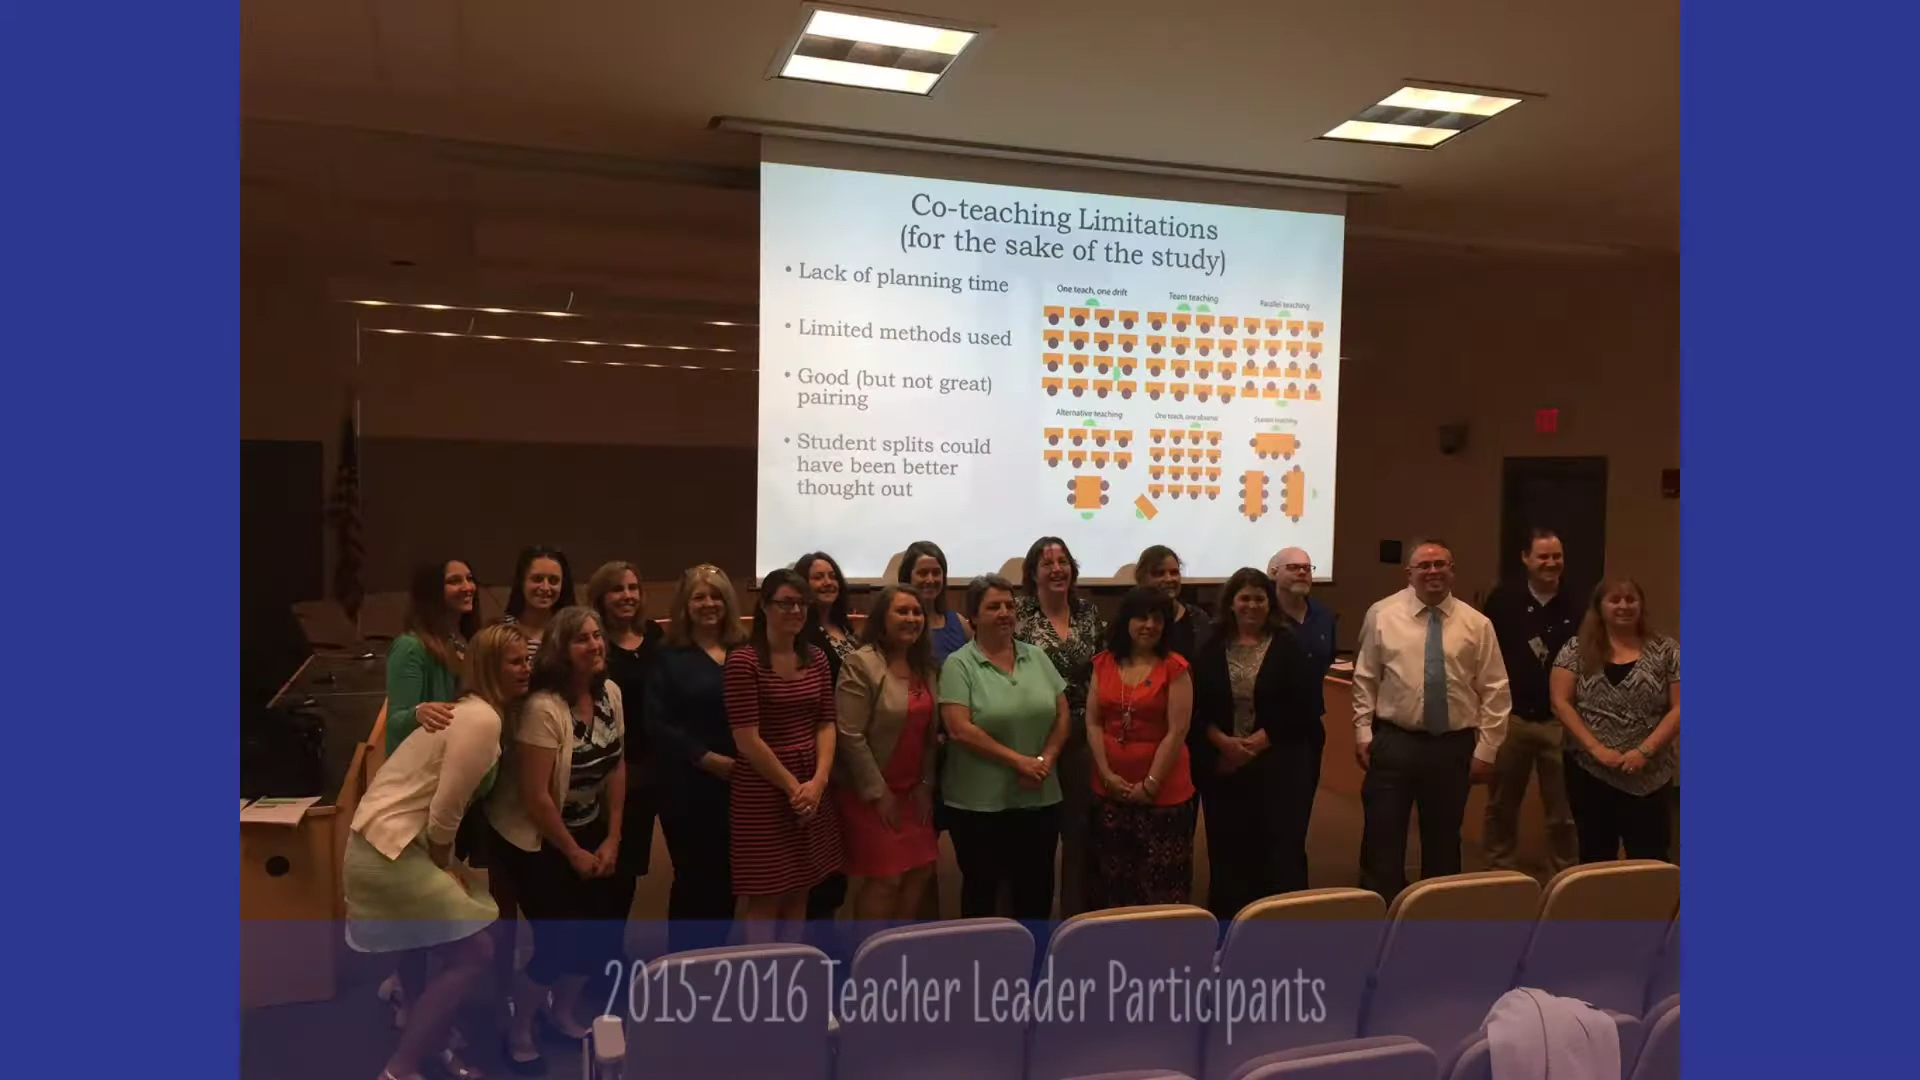 Co-teaching Limitations
(for the sake of the study)
• Lack of planning time
• Limited methods used
• Good (but not great)
pairing
• Student splits could
have been better
thought out
One teach, one drift
Team teaching
Parallel teaching
Alternative teaching
One teach, one observe
Station teaching
2015-2016 Teacher Leader Participants